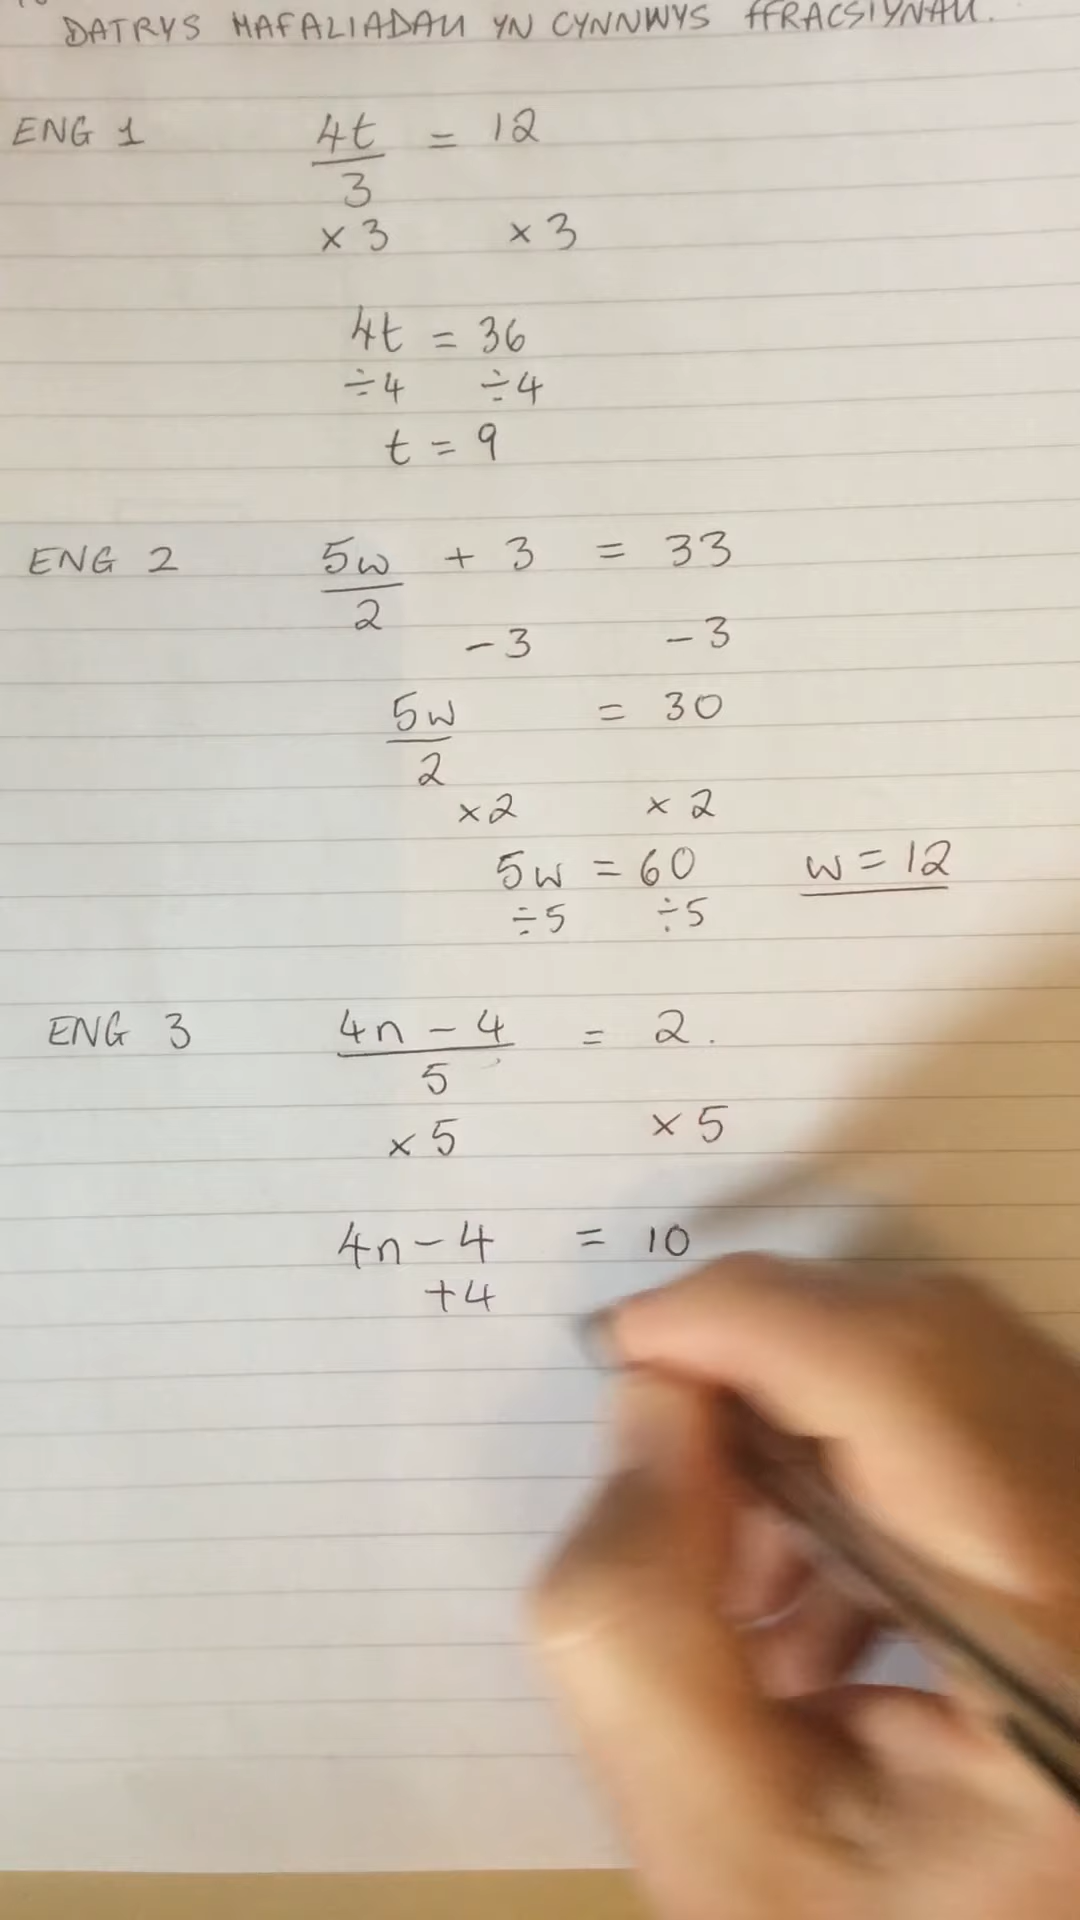 DATRYS HAFALIADAU YN CYNNWYS FFRACSIYNAU.
ENG 1 4t = 12
3
× 3 × 3
4t = 36
÷4 ÷4
t = 9
ENG 2 5w + 3 = 33
2
-3 -3
5w = 30
2
×2 × 2
5w = 60 w = 12
÷5 ÷5
ENG 3 4n - 4 = 2.
5
× 5 × 5
4n - 4 = 10
+4